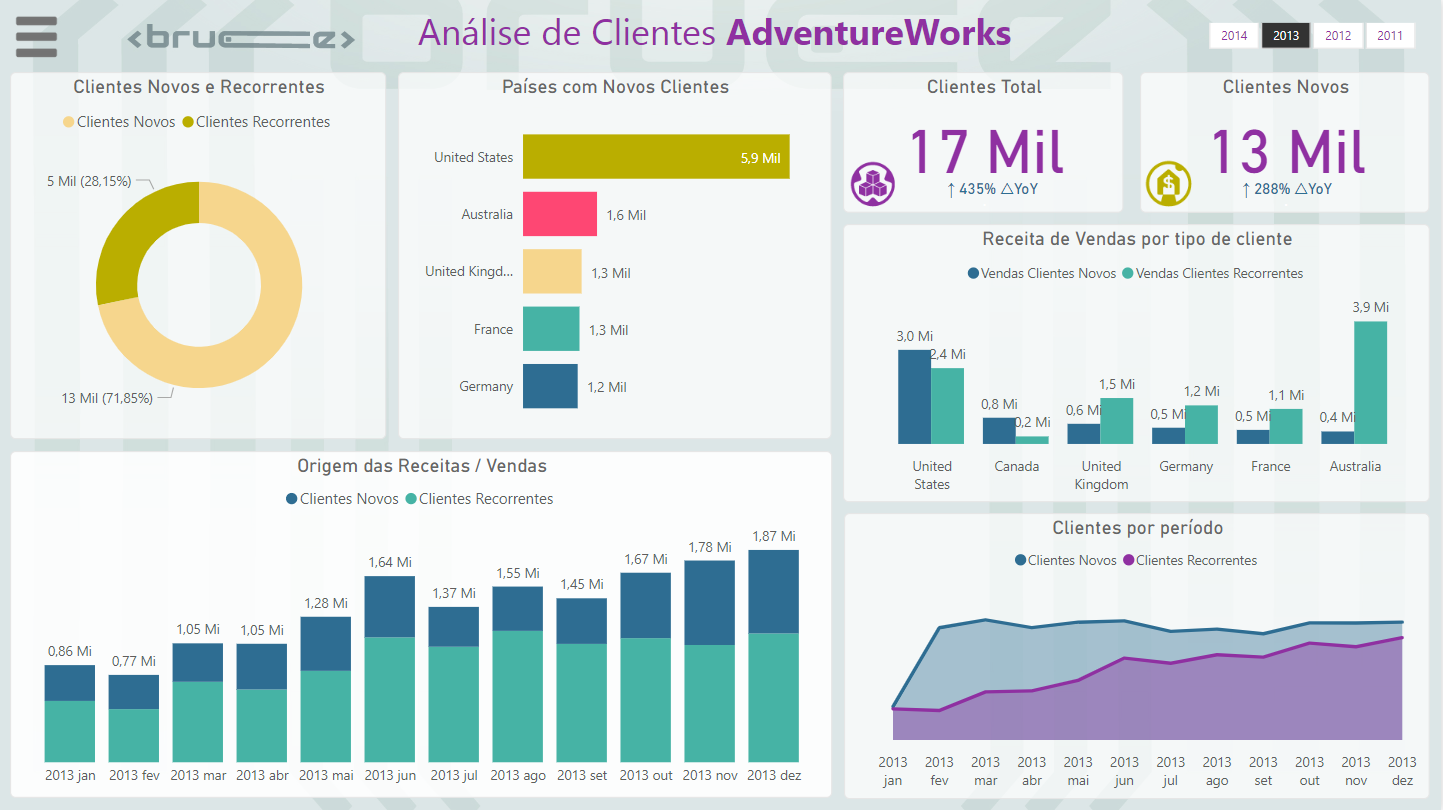 <bruce>
Análise de Clientes AdventureWorks
2014 2013 2012 2011
Clientes Novos e Recorrentes
Clientes Novos Clientes Recorrentes
5 Mil (28,15%)
13 Mil (71,85%)
Países com Novos Clientes
United States 5,9 Mil
Australia 1,6 Mil
United Kingd... 1,3 Mil
France 1,3 Mil
Germany 1,2 Mil
Clientes Total
17 Mil
↑ 435% △YoY
Clientes Novos
13 Mil
↑ 288% △YoY
Receita de Vendas por tipo de cliente
Vendas Clientes Novos Vendas Clientes Recorrentes
3,0 Mi 2,4 Mi 0,8 Mi 0,2 Mi 0,6 Mi 1,5 Mi 0,5 Mi 1,2 Mi 0,5 Mi 1,1 Mi 0,4 Mi 3,9 Mi
United Canada United Germany France Australia
States Kingdom
Origem das Receitas / Vendas
Clientes Novos Clientes Recorrentes
0,86 Mi 0,77 Mi 1,05 Mi 1,05 Mi 1,28 Mi 1,64 Mi 1,37 Mi 1,55 Mi 1,45 Mi 1,67 Mi 1,78 Mi 1,87 Mi
2013 jan 2013 fev 2013 mar 2013 abr 2013 mai 2013 jun 2013 jul 2013 ago 2013 set 2013 out 2013 nov 2013 dez
Clientes por período
Clientes Novos Clientes Recorrentes
2013 2013 2013 2013 2013 2013 2013 2013 2013 2013 2013 2013
jan fev mar abr mai jun jul ago set out nov dez